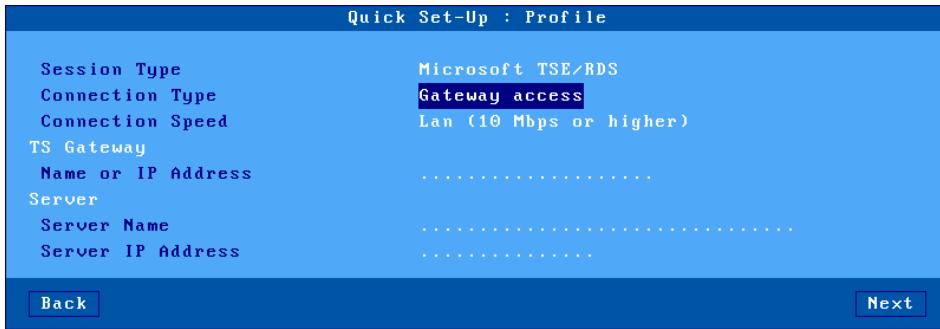 Quick Set-Up : Profile
Session Type Microsoft TSE/RDS
Connection Type Gateway access
Connection Speed Lan (10 Mbps or higher)
TS Gateway
Name or IP Address ....................
Server
Server Name ................................
Server IP Address ...............
Back Next